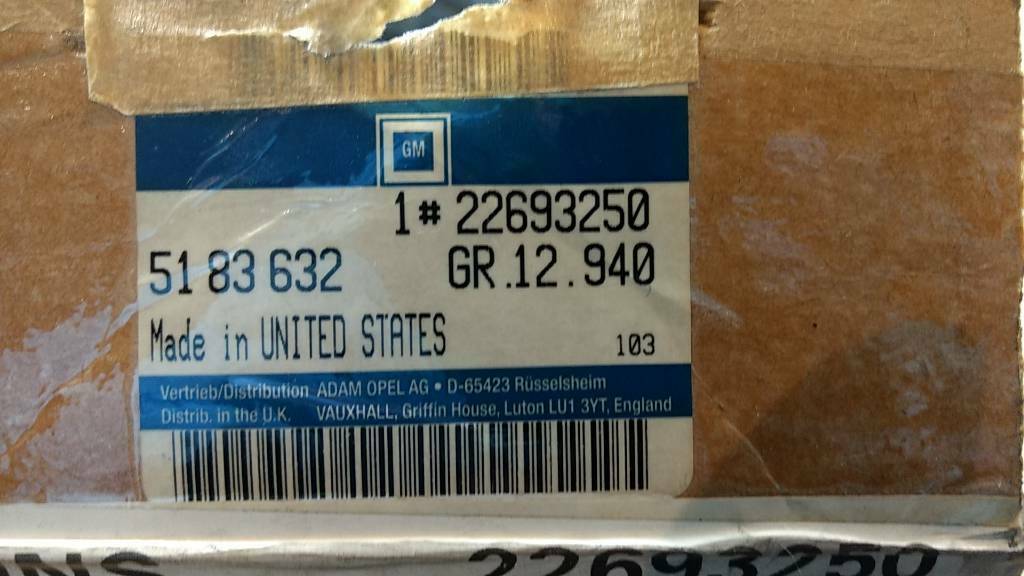 GM
1# 22693250
51 83 632 GR.12.940
Made in UNITED STATES 103
Vertrieb/Distribution ADAM OPEL AG • D-65423 Rüsselsheim
Distrib. in the U.K. VAUXHALL, Griffin House, Luton LU1 3YT, England
22693250